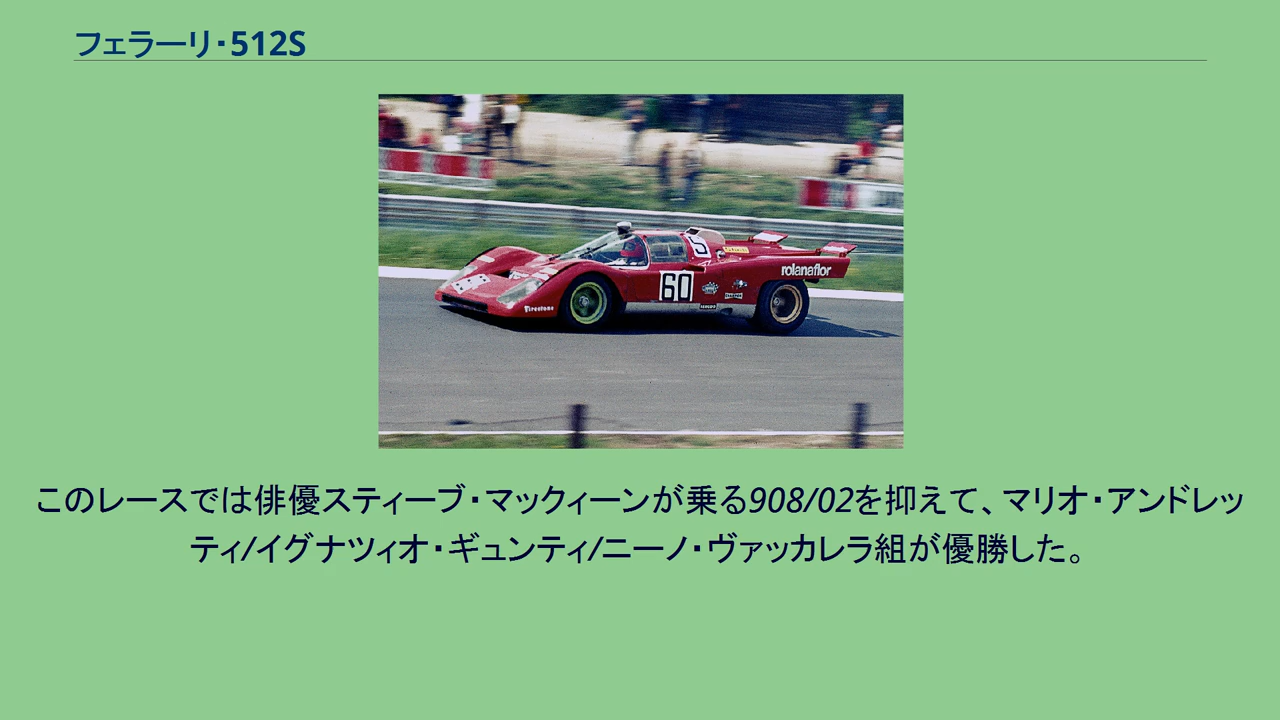 フェラーリ・512S
5
rolanaflor
60
Firestone
このレースでは俳優スティーブ・マックィーンが乗る908/02を抑えて、マリオ・アンドレッ
ティ/イグナツィオ・ギュンティ/ニーノ・ヴァッカレラ組が優勝した。